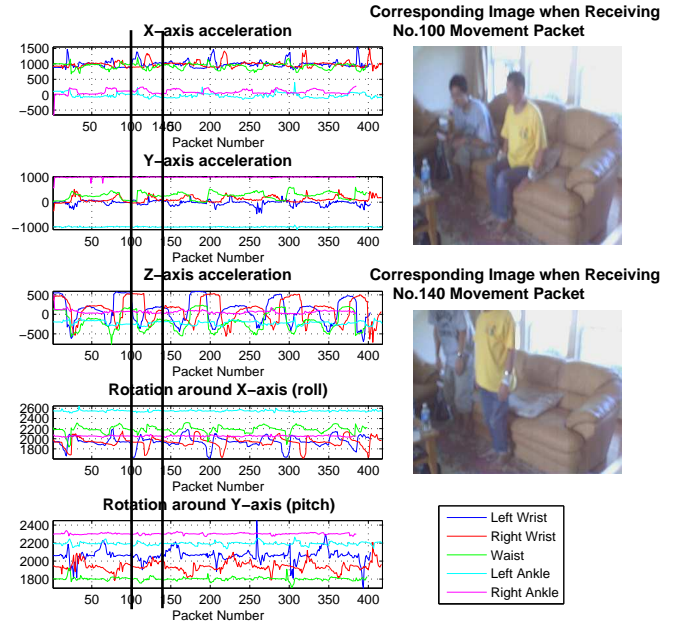 X-axis acceleration
1500
1000
500
0
−500
50 100 140 150 200 250 300 350 400
Packet Number
Y-axis acceleration
1000
0
−1000
50 100 150 200 250 300 350 400
Packet Number
Z-axis acceleration
500
0
−500
50 100 150 200 250 300 350 400
Packet Number
Rotation around X-axis (roll)
2600
2400
2200
2000
1800
50 100 150 200 250 300 350 400
Packet Number
Rotation around Y-axis (pitch)
2400
2200
2000
1800
50 100 150 200 250 300 350 400
Packet Number
Corresponding Image when Receiving
No.100 Movement Packet
Corresponding Image when Receiving
No.140 Movement Packet
Left Wrist
Right Wrist
Waist
Left Ankle
Right Ankle